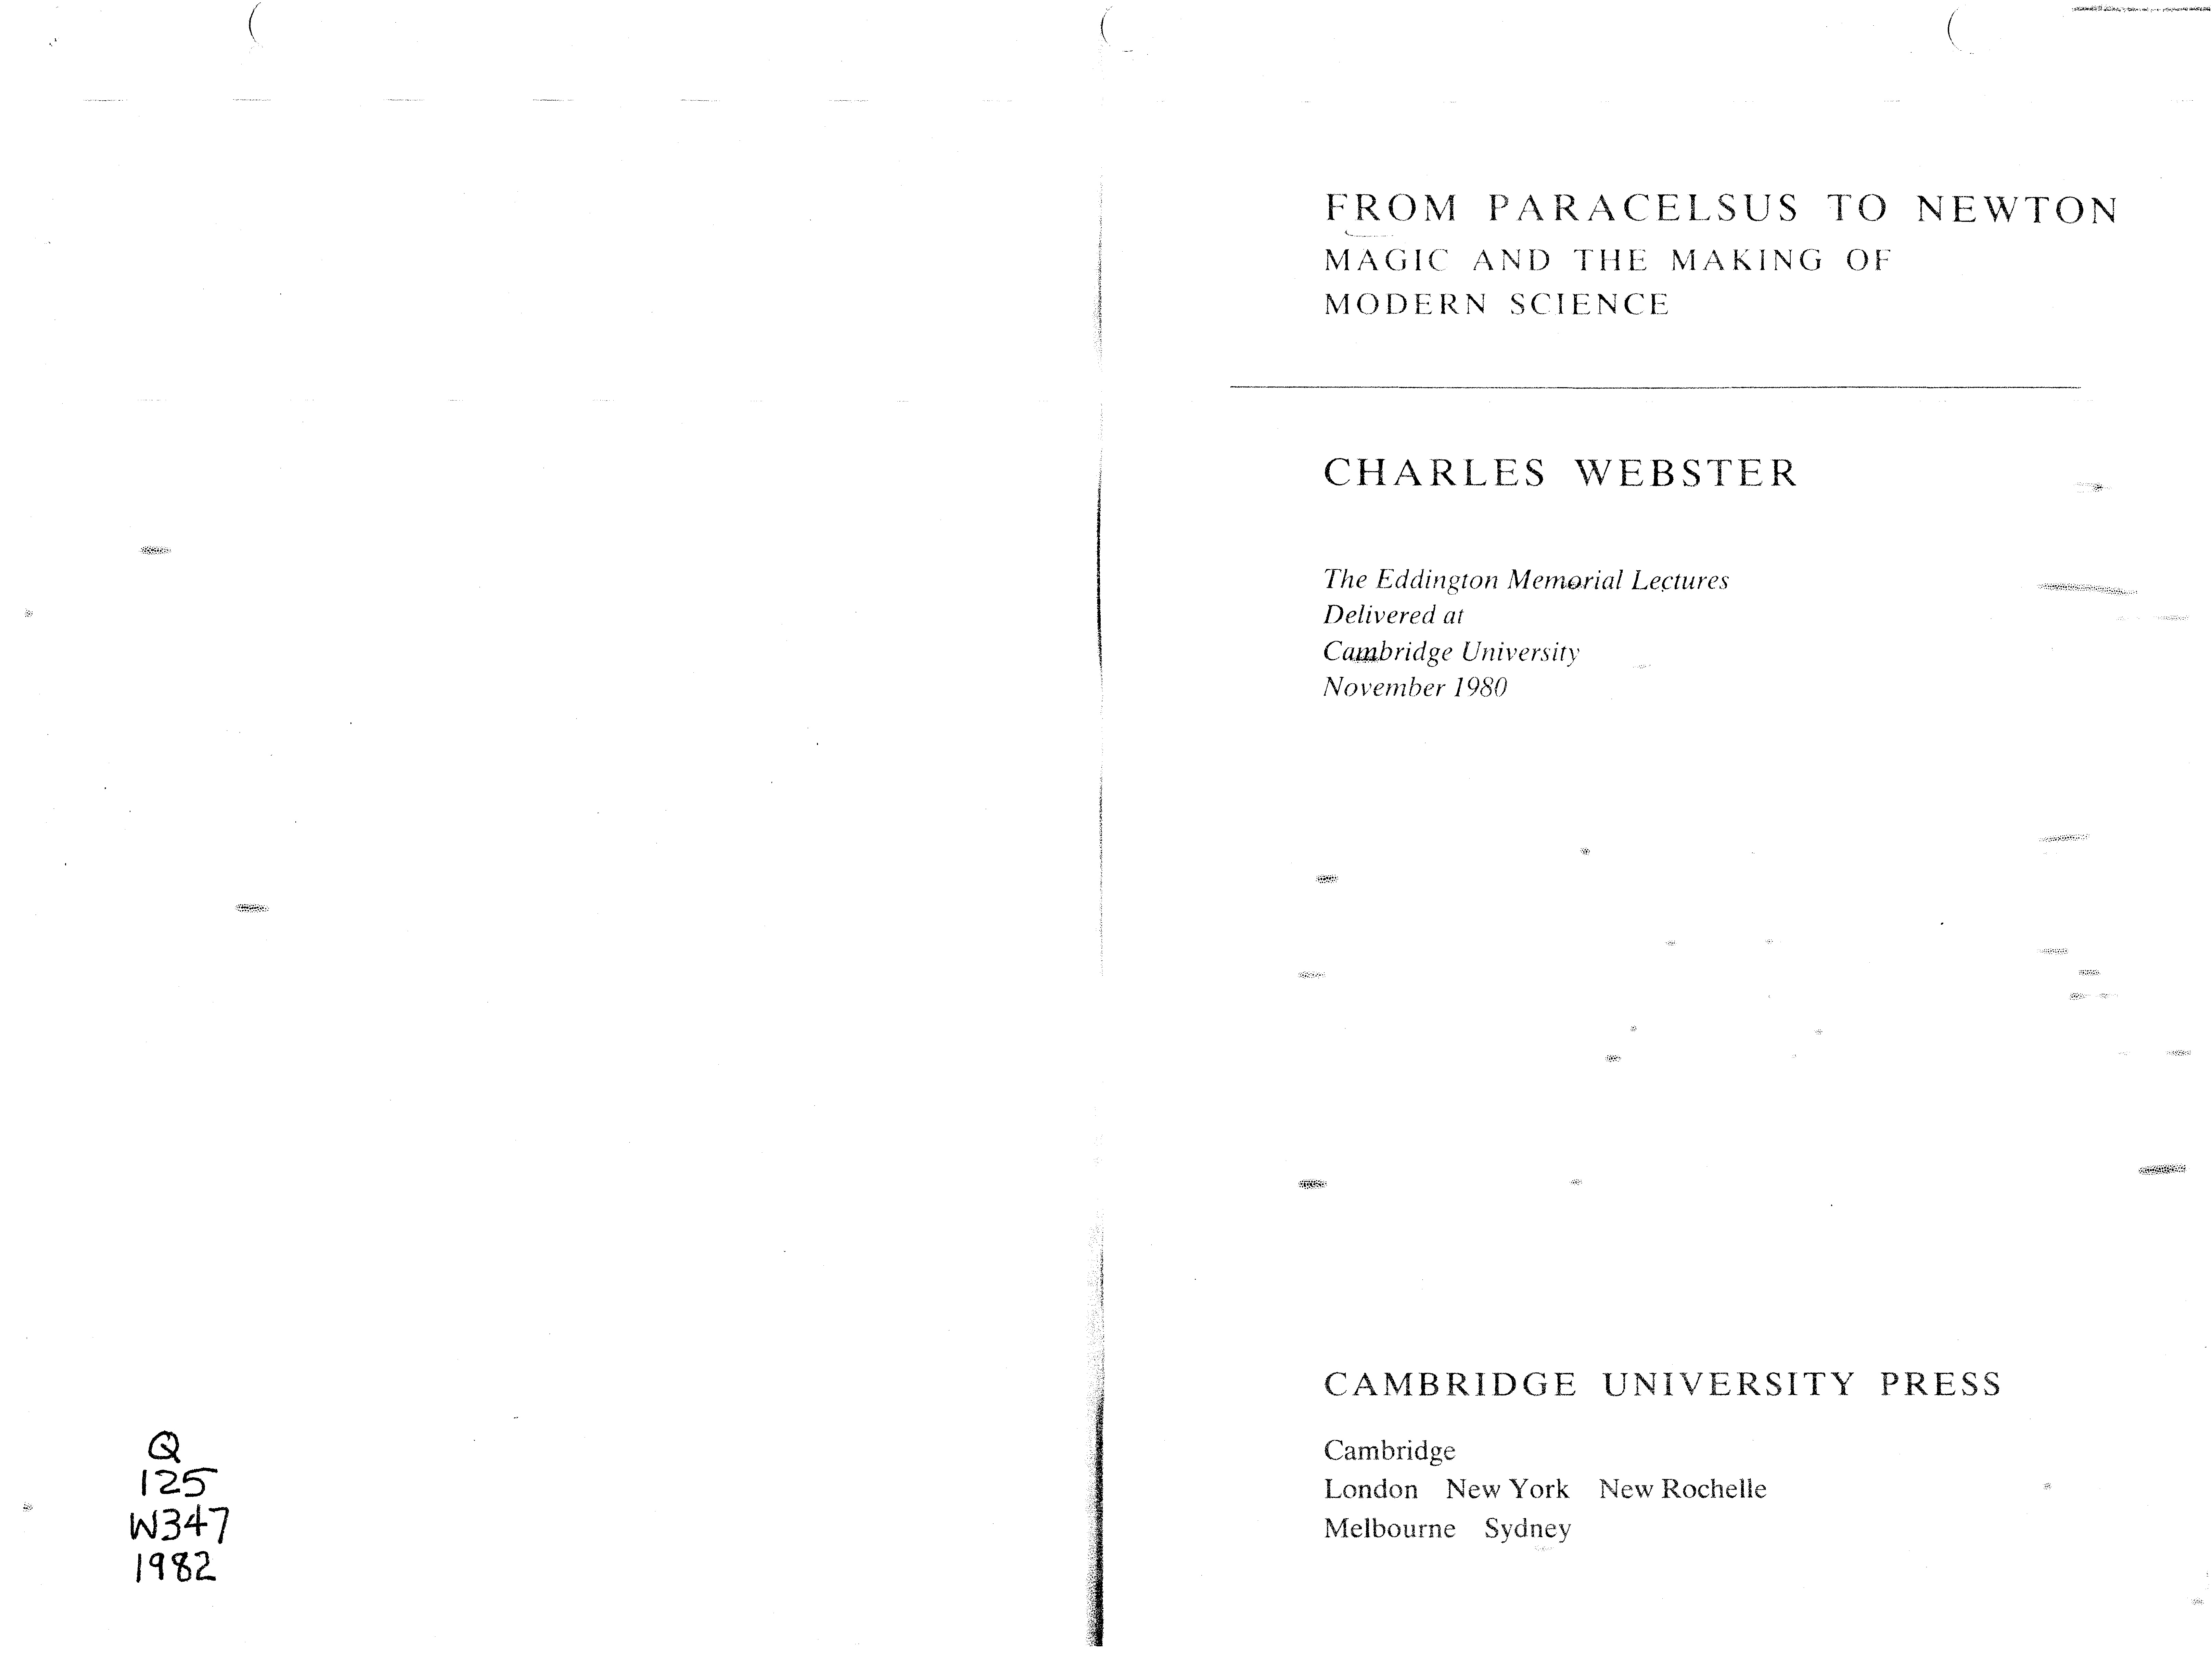 Q
125
W347
1982
FROM PARACELSUS TO NEWTON
MAGIC AND THE MAKING OF
MODERN SCIENCE
CHARLES WEBSTER
The Eddington Memorial Lectures
Delivered at
Cambridge University
November 1980
CAMBRIDGE UNIVERSITY PRESS
Cambridge
London New York New Rochelle
Melbourne Sydney